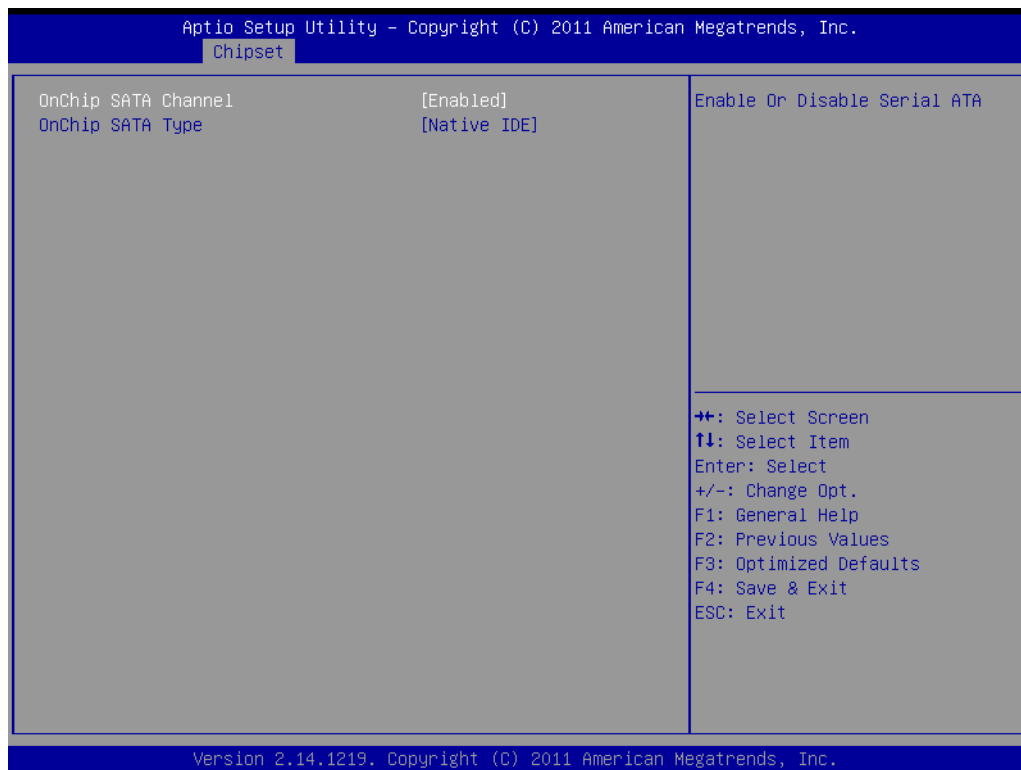 Aptio Setup Utility – Copyright (C) 2011 American Megatrends, Inc.
Chipset
OnChip SATA Channel [Enabled]
OnChip SATA Type [Native IDE]
Enable Or Disable Serial ATA
→←: Select Screen
↑↓: Select Item
Enter: Select
+/-: Change Opt.
F1: General Help
F2: Previous Values
F3: Optimized Defaults
F4: Save & Exit
ESC: Exit
Version 2.14.1219. Copyright (C) 2011 American Megatrends, Inc.